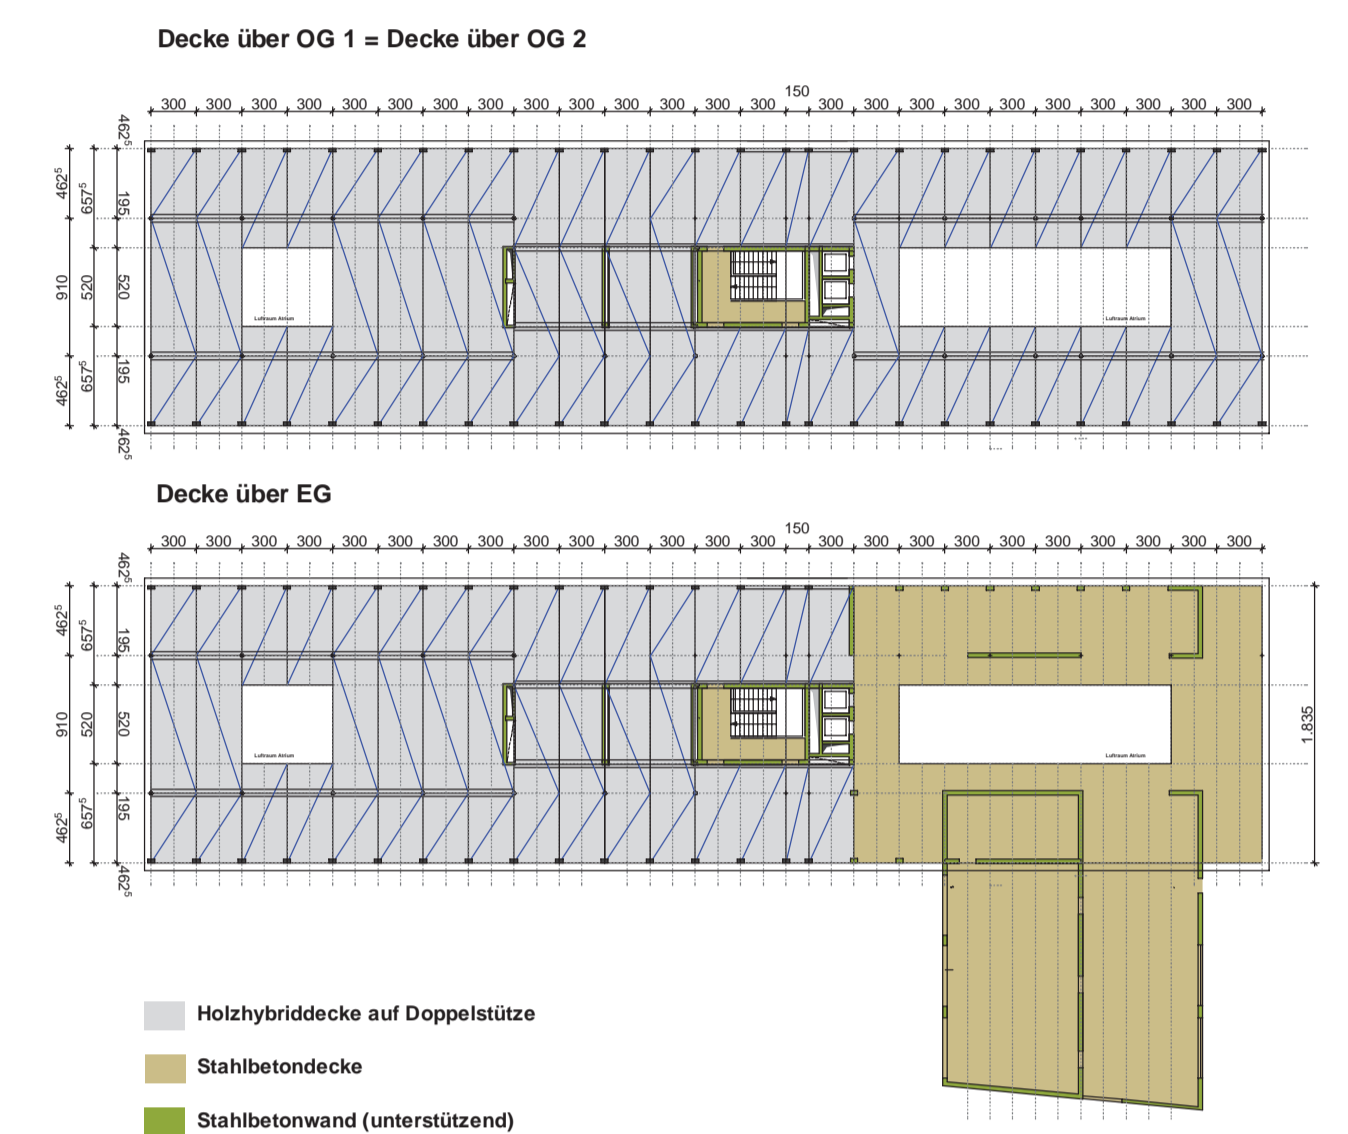 Decke über OG 1 = Decke über OG 2
150
300 300 300 300 300 300 300 300 300 300 300 300 300 300 300 300 300 300 300 300 300 300 300 300
4625
4625 6575 195
910 520 520
Luftraum Atrium Luftraum Atrium
4625 6575 195
4625
Decke über EG
150
300 300 300 300 300 300 300 300 300 300 300 300 300 300 300 300 300 300 300 300 300 300 300 300
4625
4625 6575 195
910 520 520
1.835
Luftraum Atrium Luftraum Atrium
4625 6575 195
4625
Holzhybriddecke auf Doppelstütze
Stahlbetondecke
Stahlbetonwand (unterstützend)